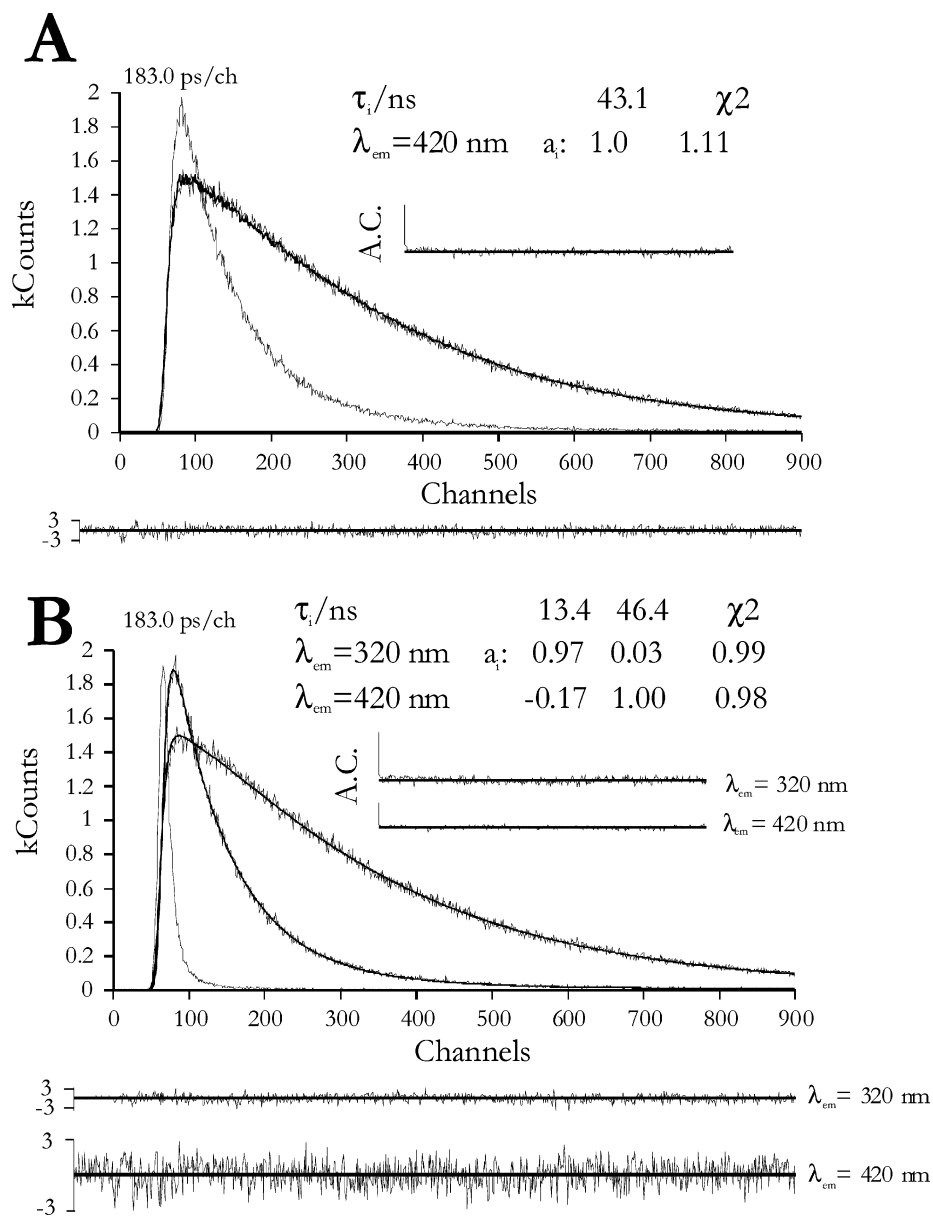 A
183.0 ps/ch
τi/ns 43.1 χ2
λem=420 nm ai: 1.0 1.11
A.C.
kCounts
2
1.8
1.6
1.4
1.2
1
0.8
0.6
0.4
0.2
0
0 100 200 300 400 500 600 700 800 900
Channels
3
-3
B
183.0 ps/ch
τi/ns 13.4 46.4 χ2
λem=320 nm ai: 0.97 0.03 0.99
λem=420 nm -0.17 1.00 0.98
A.C.
λem= 320 nm
λem= 420 nm
kCounts
2
1.8
1.6
1.4
1.2
1
0.8
0.6
0.4
0.2
0
0 100 200 300 400 500 600 700 800 900
Channels
3
-3
λem= 320 nm
3
-3
λem= 420 nm